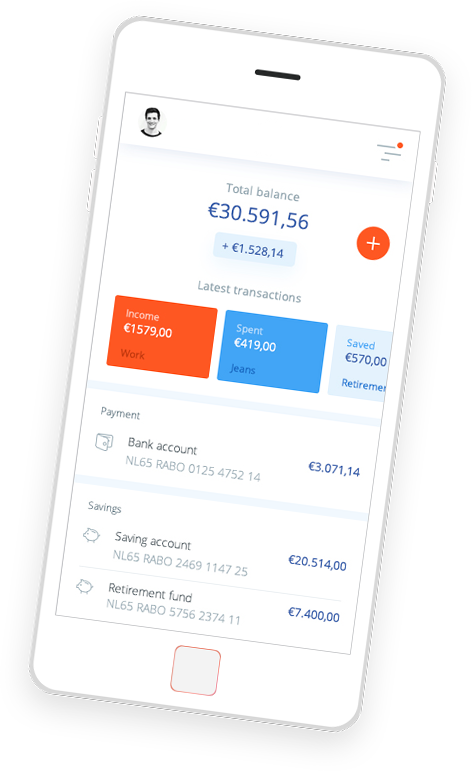 Total balance
€30.591,56
+ €1.528,14
Latest transactions
Income
€1579,00
Work
Spent
€419,00
Jeans
Saved
€570,00
Retiremer
Payment
Bank account
€3.071,14
NL65 RABO 0125 4752 14
Savings
Saving account
€20.514,00
NL65 RABO 2469 1147 25
Retirement fund
€7.400,00
NL65 RABO 5756 2374 11